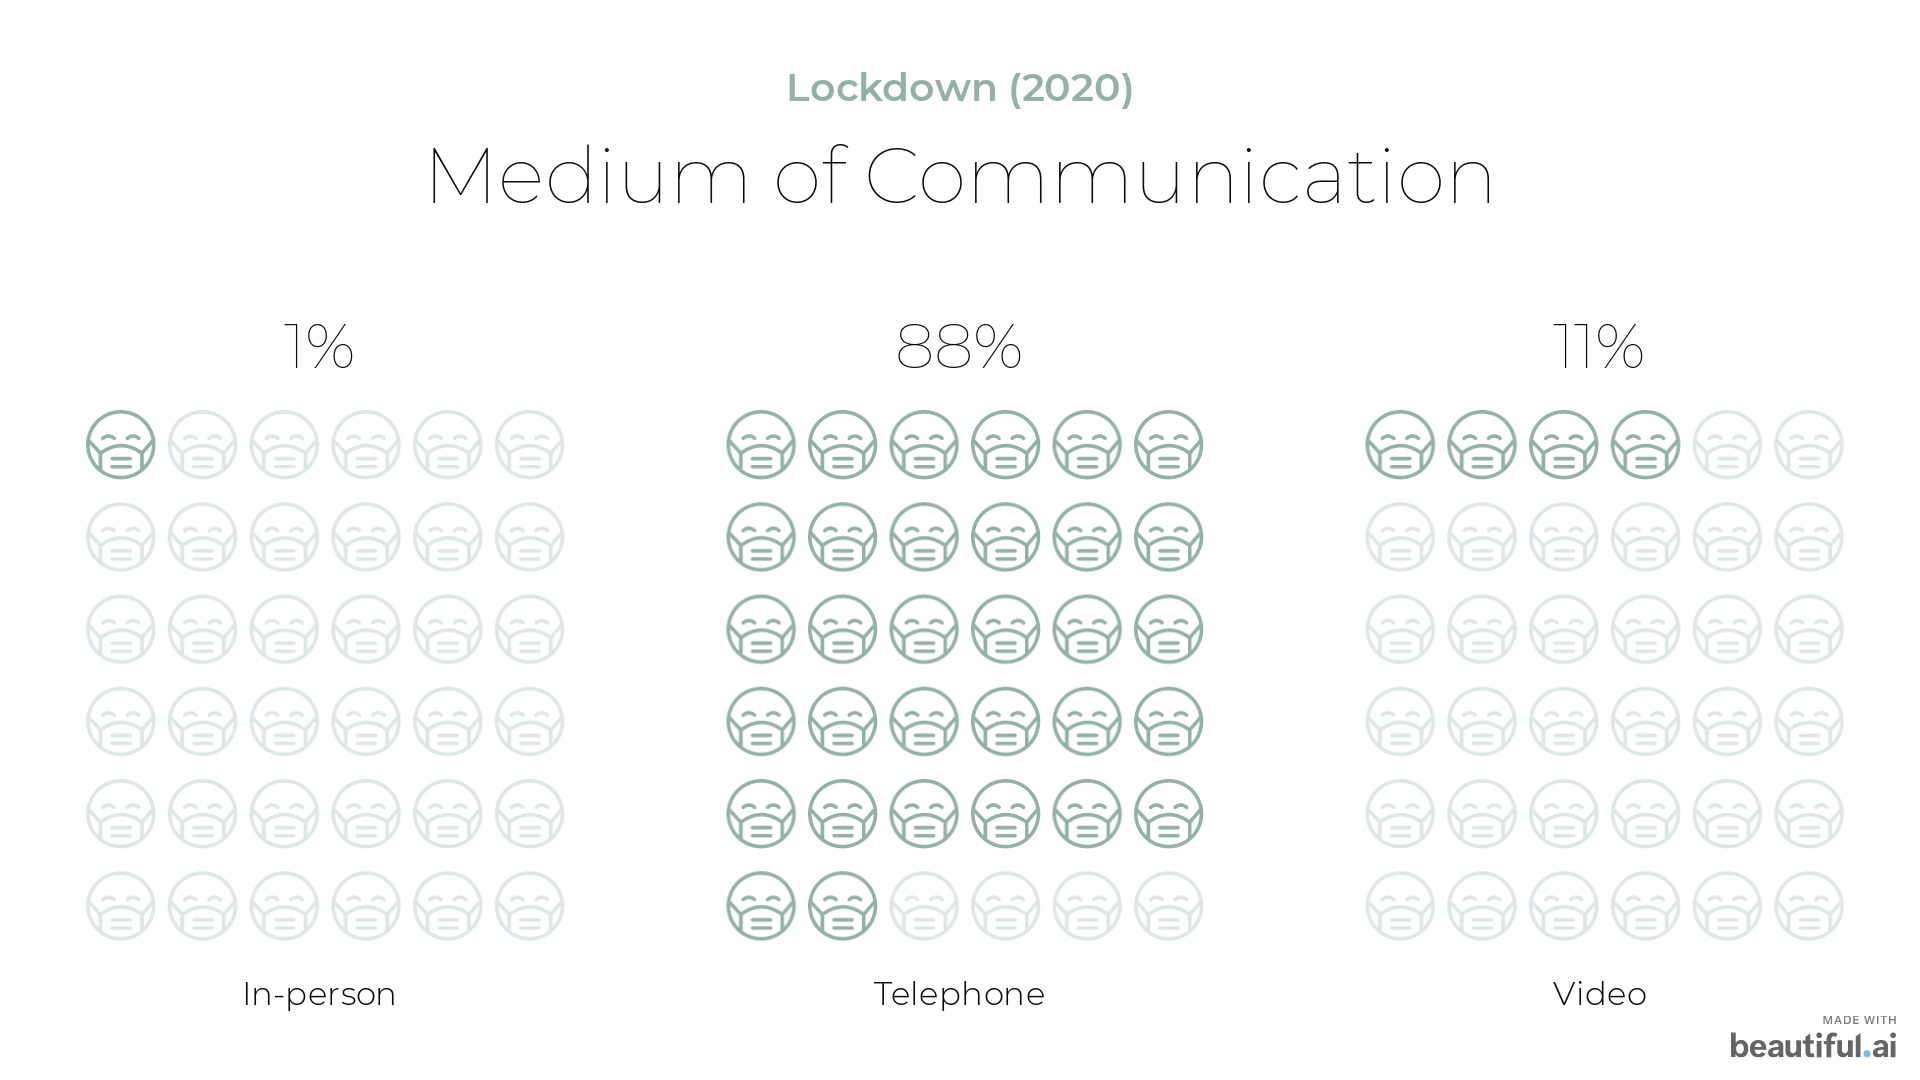 Lockdown (2020)
Medium of Communication
1%
88%
11%
In-person
Telephone
Video
MADE WITH
beautiful.ai